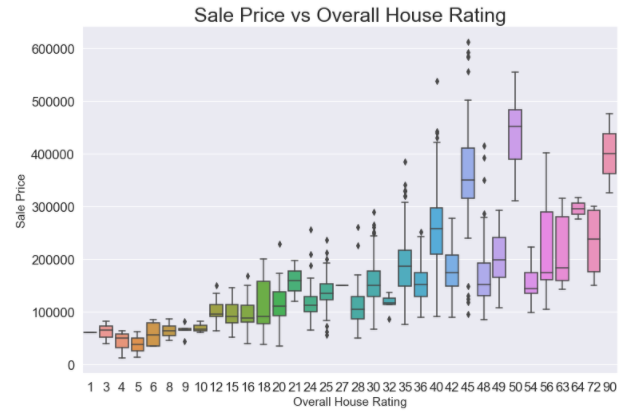 Sale Price vs Overall House Rating
600000
500000
400000
300000
200000
100000
0
Sale Price
1 3 4 5 6 8 9 10 12 15 16 18 20 21 24 25 27 28 30 32 35 36 40 42 45 48 49 50 54 56 63 64 72 90
Overall House Rating